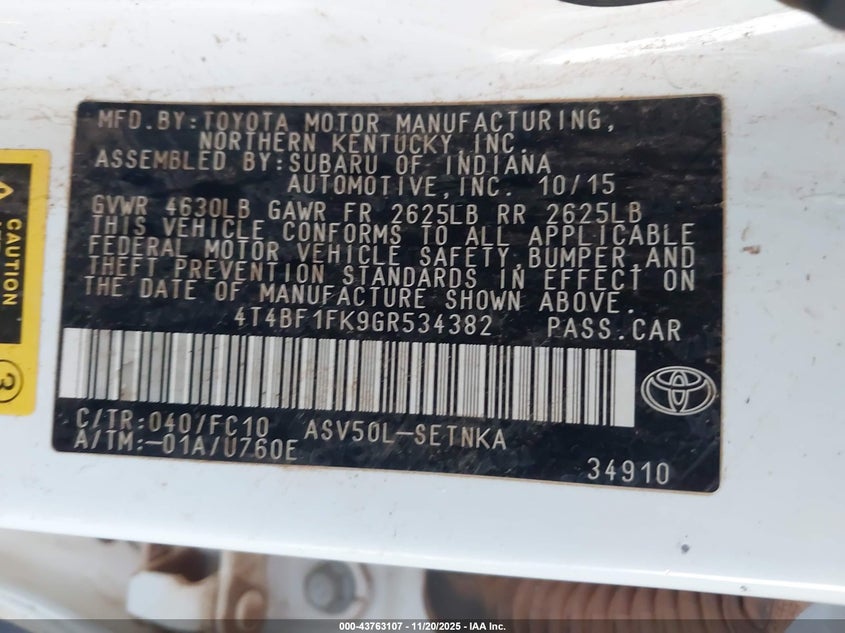 MFD.BY:TOYOTA MOTOR MANUFACTURING,
NORTHERN KENTUCKY, INC.
ASSEMBLED BY:SUBARU OF INDIANA
AUTOMOTIVE,INC. 10/15
GVWR 4630LB GAWR FR 2625LB RR 2625LB
THIS VEHICLE CONFORMS TO ALL APPLICABLE
FEDERAL MOTOR VEHICLE SAFETY,BUMPER AND
THEFT PREVENTION STANDARDS IN EFFECT ON
THE DATE OF MANUFACTURE SHOWN ABOVE.
4T4BF1FK9GR534382 PASS.CAR
C/TR:040/FC10 ASV50L-SETNKA
A/TM:-01A/U760E
34910
CAUTION
3
000-43763107 - 11/20/2025 - IAA Inc.